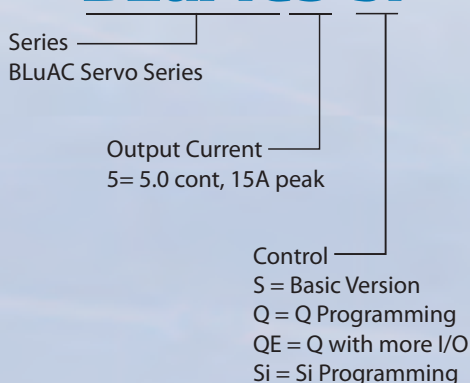 Series
BLuAC Servo Series
Output Current
5= 5.0 cont, 15A peak
Control
S = Basic Version
Q = Q Programming
QE = Q with more I/O
Si = Si Programming